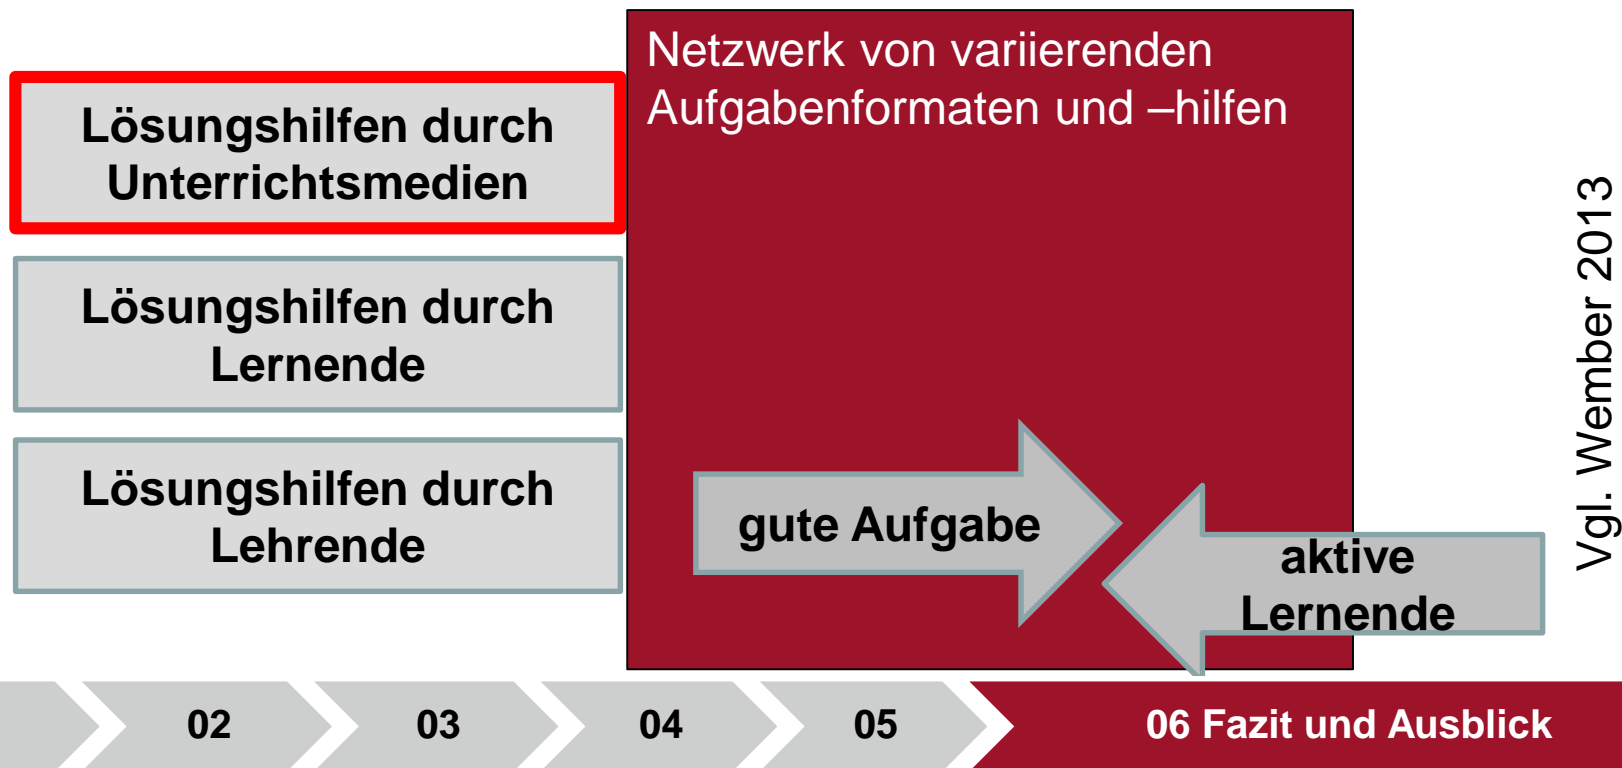 Netzwerk von variierenden
Aufgabenformaten und –hilfen
Lösungshilfen durch
Unterrichtsmedien
Lösungshilfen durch
Lernende
Lösungshilfen durch
Lehrende
gute Aufgabe
aktive
Lernende
Vgl. Wember 2013
02
03
04
05
06 Fazit und Ausblick